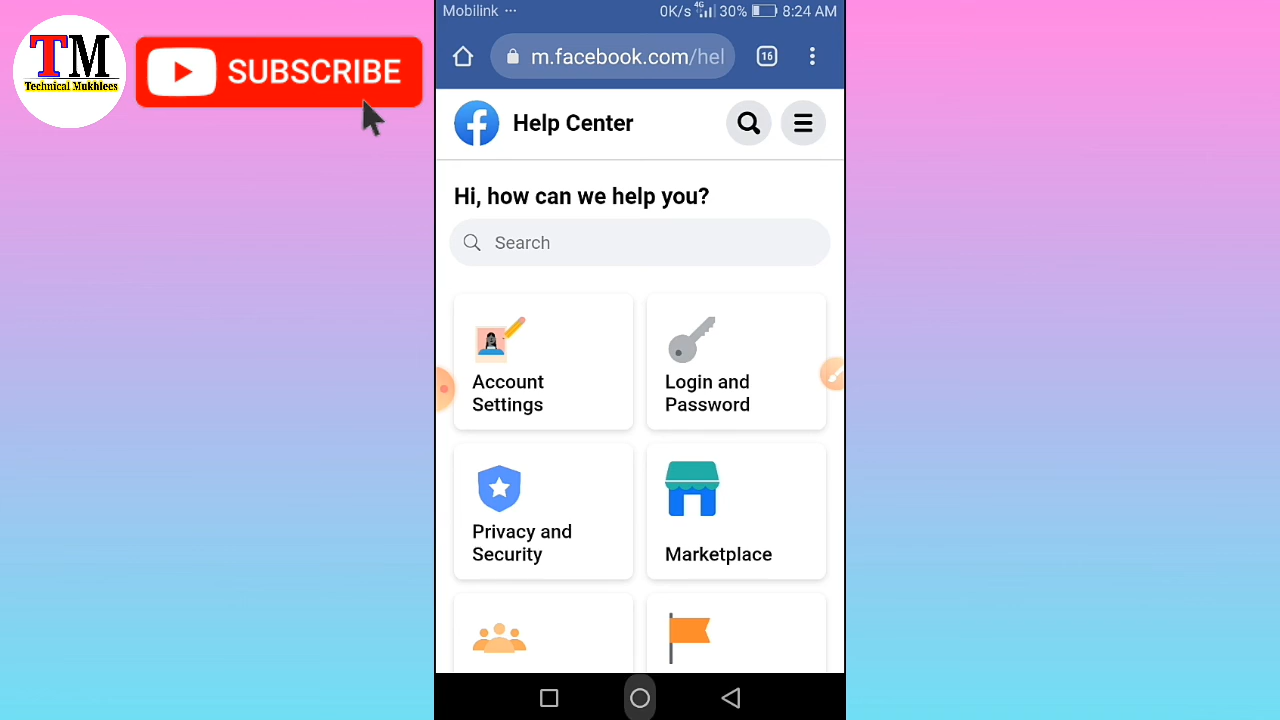 TM
Technical Mukhlees
SUBSCRIBE
Mobilink ··· 0K/s 4G 30% 8:24 AM
m.facebook.com/hel 16
Help Center
Hi, how can we help you?
Search
Account
Settings
Login and
Password
Privacy and
Security
Marketplace